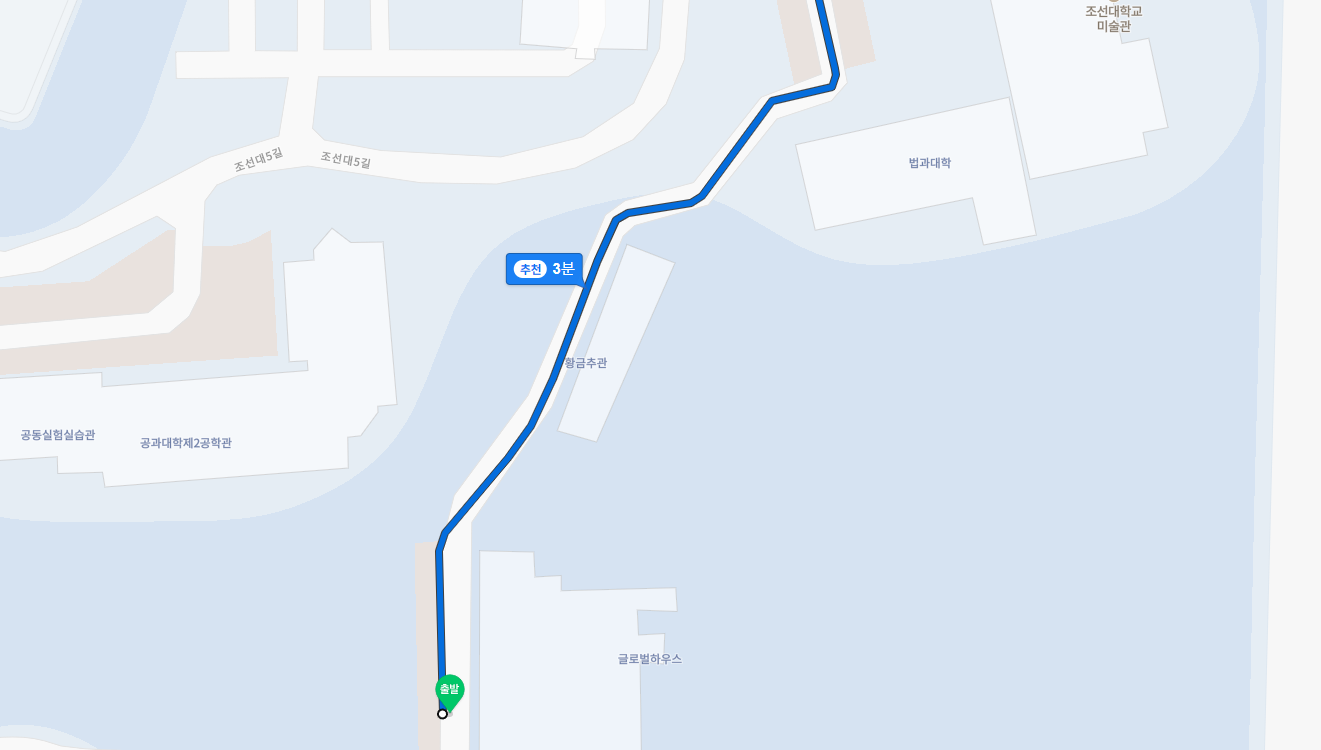 조선대학교
미술관
조선대5길
조선대5길
법과대학
추천 3분
황금추관
공동실험실습관
공과대학제2공학관
글로벌하우스
출발